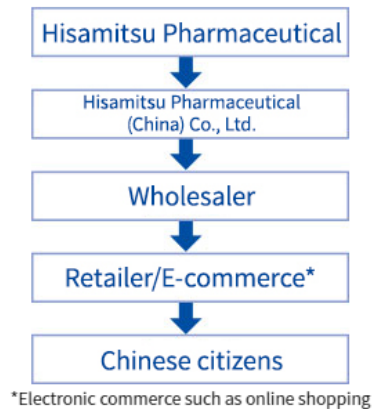 Hisamitsu Pharmaceutical
Hisamitsu Pharmaceutical
(China) Co., Ltd.
Wholesaler
Retailer/E-commerce*
Chinese citizens
*Electronic commerce such as online shopping